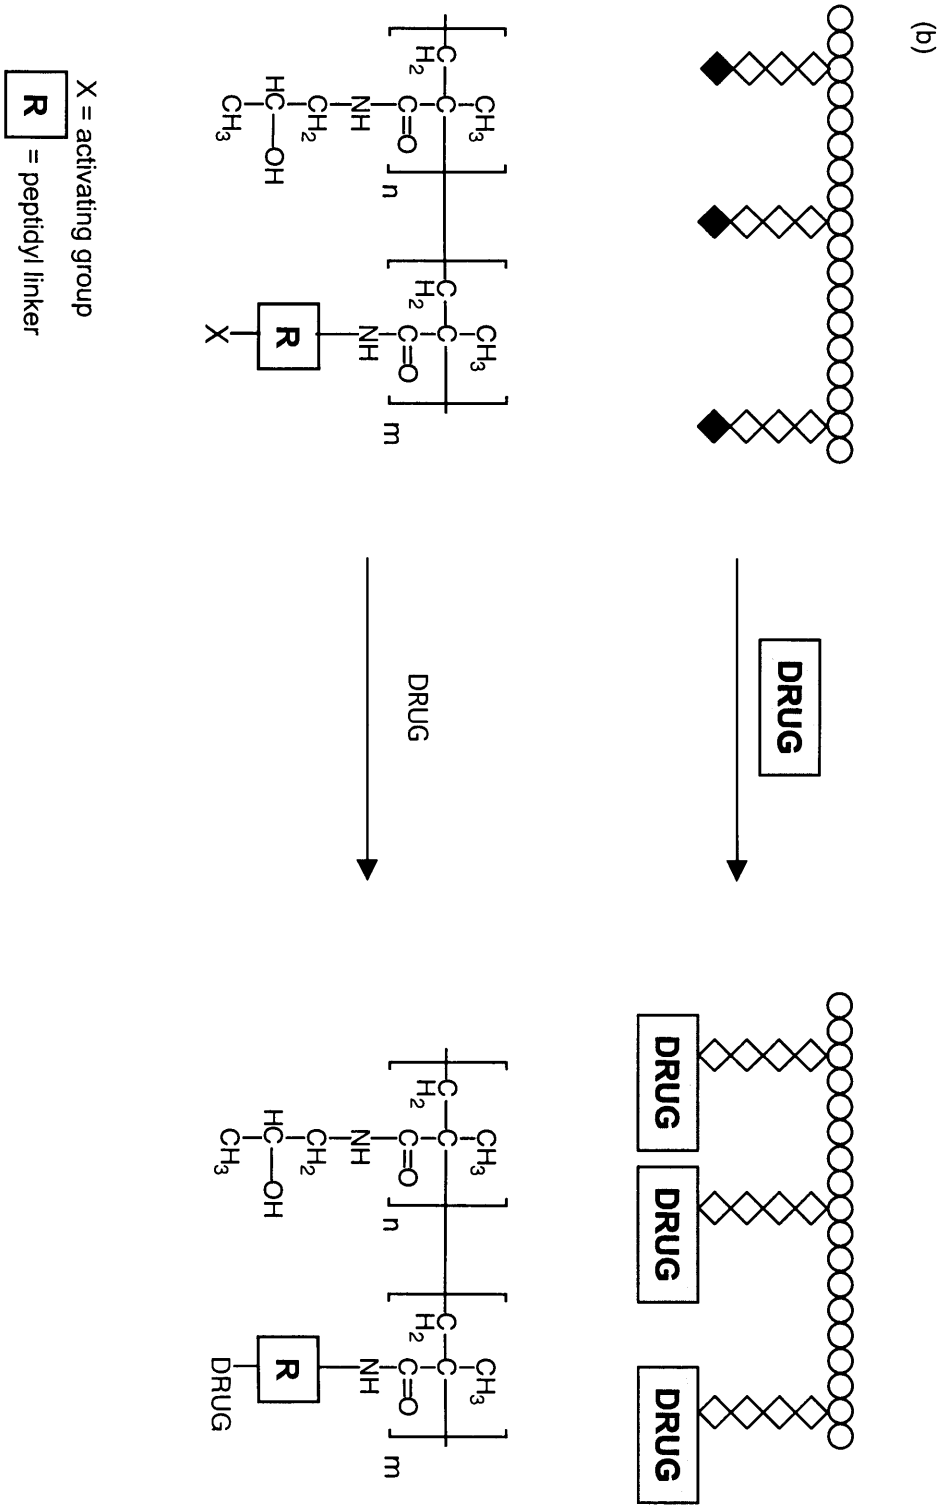 (b)
DRUG
DRUG DRUG DRUG
CH3 CH3 CH3 CH3
C C C C C C C C
H2 H2 H2 H2
C O C O DRUG C O C O
n m n m
NH NH NH NH
CH2 R CH2 R
HC OH HC OH
CH3 X CH3 DRUG
X = activating group
R = peptidyl linker